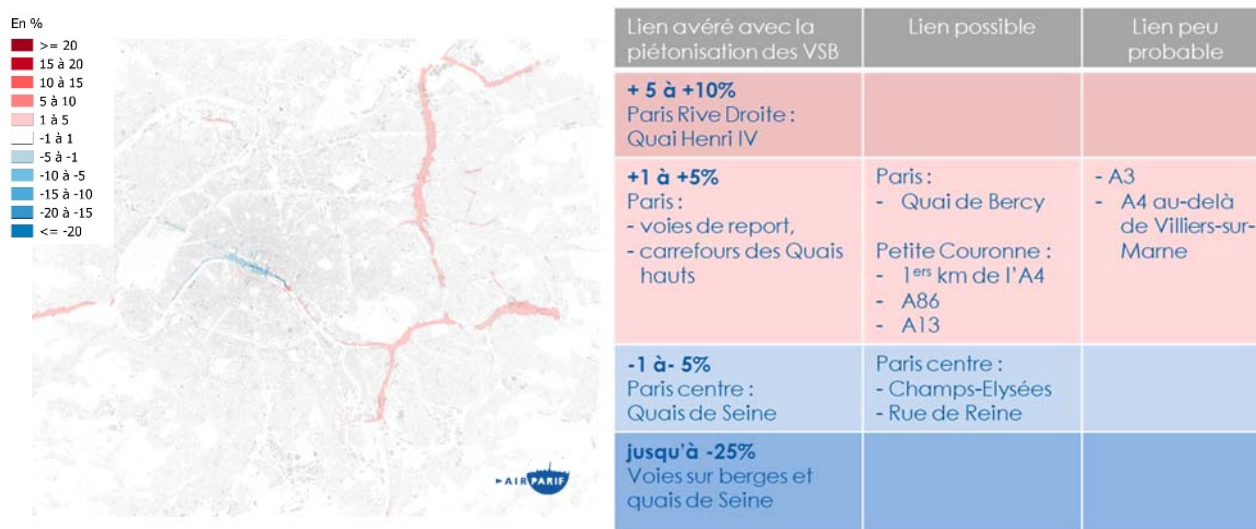 En %
>= 20
15 à 20
10 à 15
5 à 10
1 à 5
-1 à 1
-5 à -1
-10 à -5
-15 à -10
-20 à -15
<= -20
AIRPARIF
Lien avéré avec la
piétonisation des VSB
Lien possible
Lien peu
probable
+ 5 à +10%
Paris Rive Droite :
Quai Henri IV
+1 à +5%
Paris :
- voies de report,
- carrefours des Quais
hauts
Paris :
- Quai de Bercy
Petite Couronne :
- 1ers km de l'A4
- A86
- A13
- A3
- A4 au-delà
de Villiers-sur-
Marne
-1 à- 5%
Paris centre :
Quais de Seine
Paris centre :
- Champs-Elysées
- Rue de Reine
jusqu'à -25%
Voies sur berges et
quais de Seine